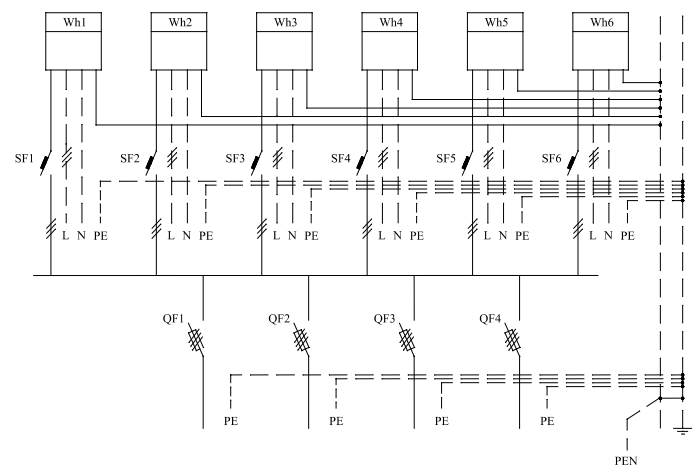 Wh1 Wh2 Wh3 Wh4 Wh5 Wh6
SF1 SF2 SF3 SF4 SF5 SF6
L N PE L N PE L N PE L N PE L N PE L N PE
QF1 QF2 QF3 QF4
PE PE PE PE
PEN